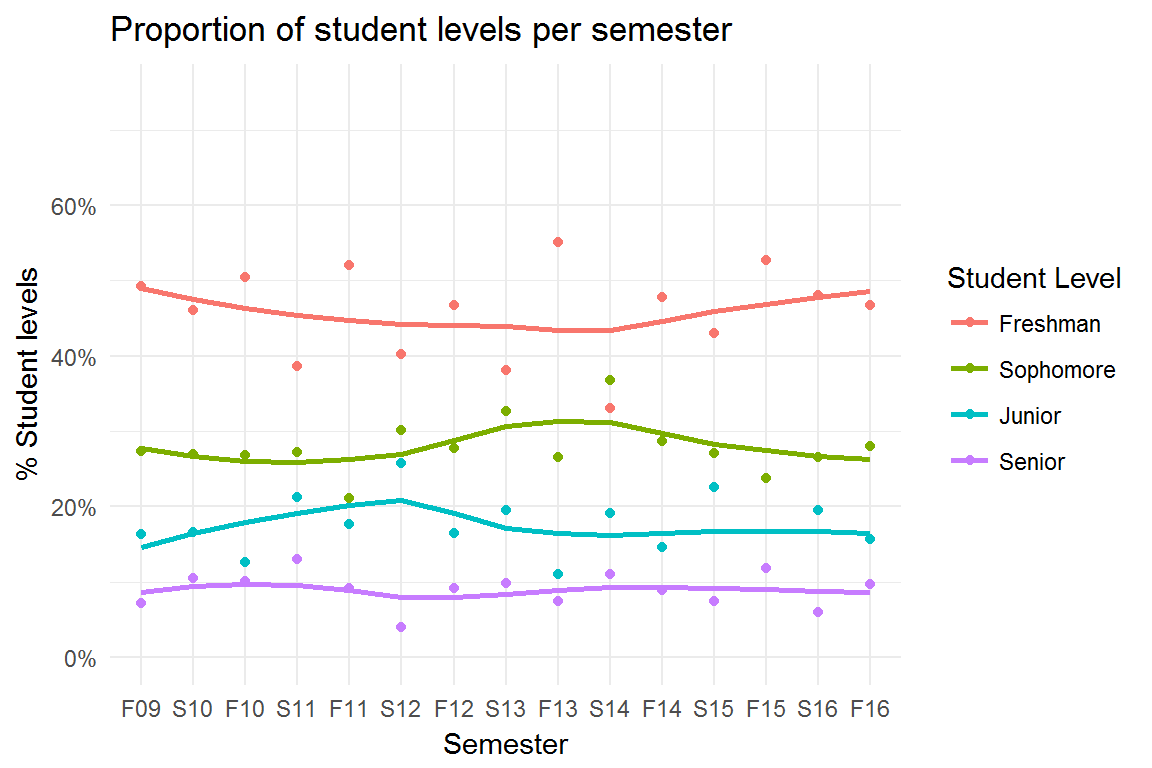 Proportion of student levels per semester
% Student levels
60%
40%
20%
0%
F09 S10 F10 S11 F11 S12 F12 S13 F13 S14 F14 S15 F15 S16 F16
Semester
Student Level
Freshman
Sophomore
Junior
Senior